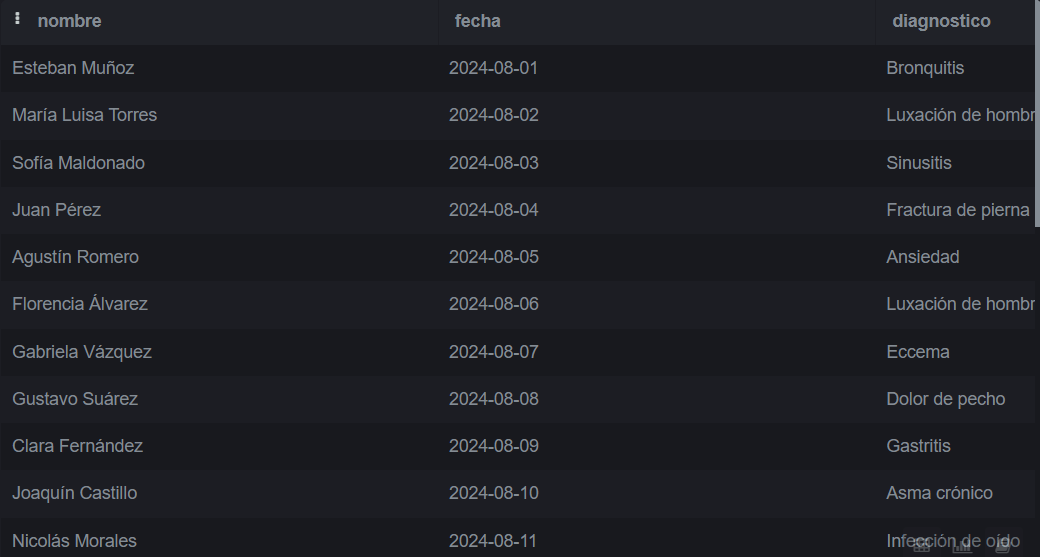 nombre fecha diagnostico
Esteban Muñoz 2024-08-01 Bronquitis
María Luisa Torres 2024-08-02 Luxación de hombr
Sofía Maldonado 2024-08-03 Sinusitis
Juan Pérez 2024-08-04 Fractura de pierna
Agustín Romero 2024-08-05 Ansiedad
Florencia Álvarez 2024-08-06 Luxación de hombr
Gabriela Vázquez 2024-08-07 Eccema
Gustavo Suárez 2024-08-08 Dolor de pecho
Clara Fernández 2024-08-09 Gastritis
Joaquín Castillo 2024-08-10 Asma crónico
Nicolás Morales 2024-08-11 Infección de oído